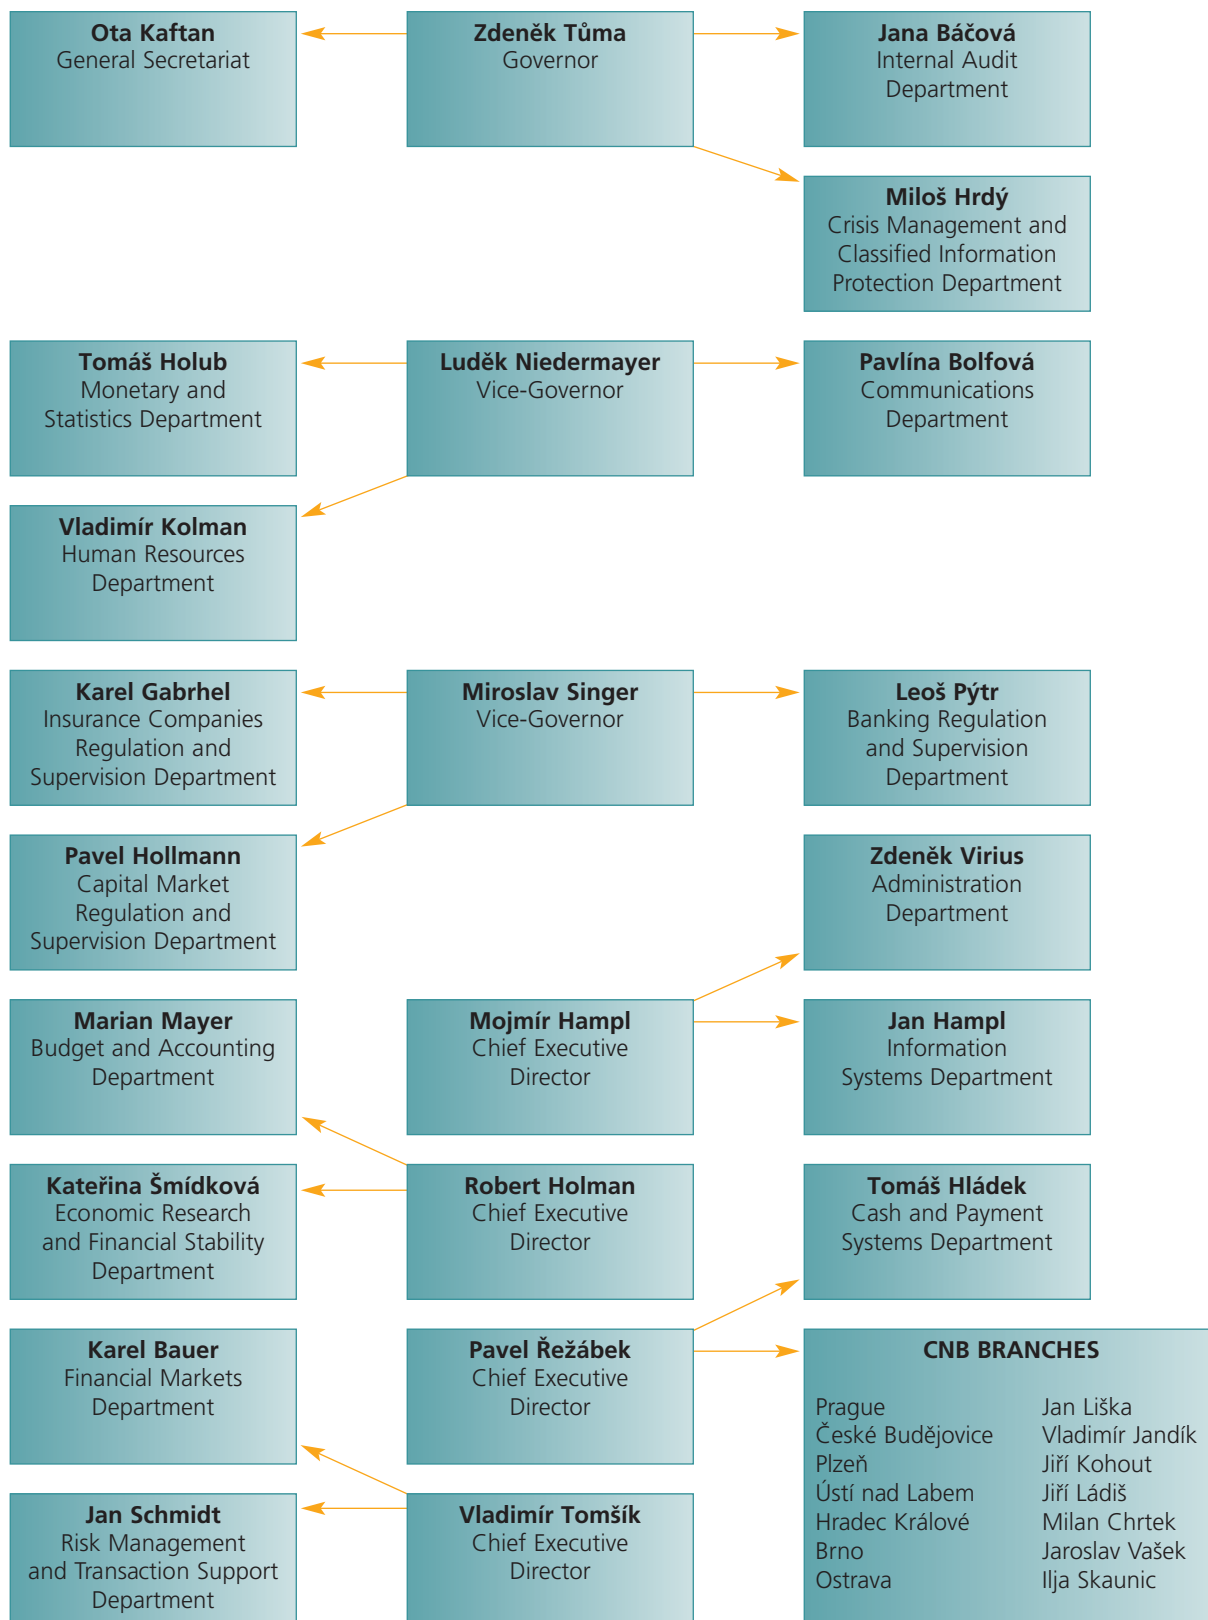 Ota Kaftan
General Secretariat
Zdeněk Tůma
Governor
Jana Báčová
Internal Audit
Department
Miloš Hrdý
Crisis Management and
Classified Information
Protection Department
Tomáš Holub
Monetary and
Statistics Department
Luděk Niedermayer
Vice-Governor
Pavlína Bolfová
Communications
Department
Vladimír Kolman
Human Resources
Department
Karel Gabrhel
Insurance Companies
Regulation and
Supervision Department
Miroslav Singer
Vice-Governor
Leoš Pýtr
Banking Regulation
and Supervision
Department
Pavel Hollmann
Capital Market
Regulation and
Supervision Department
Zdeněk Virius
Administration
Department
Marian Mayer
Budget and Accounting
Department
Mojmír Hampl
Chief Executive
Director
Jan Hampl
Information
Systems Department
Kateřina Šmídková
Economic Research
and Financial Stability
Department
Robert Holman
Chief Executive
Director
Tomáš Hládek
Cash and Payment
Systems Department
Karel Bauer
Financial Markets
Department
Pavel Řežábek
Chief Executive
Director
CNB BRANCHES
Prague Jan Liška
České Budějovice Vladimír Jandík
Plzeň Jiří Kohout
Ústí nad Labem Jiří Ládiš
Hradec Králové Milan Chrtek
Brno Jaroslav Vašek
Ostrava Ilja Skaunic
Jan Schmidt
Risk Management
and Transaction Support
Department
Vladimír Tomšík
Chief Executive
Director